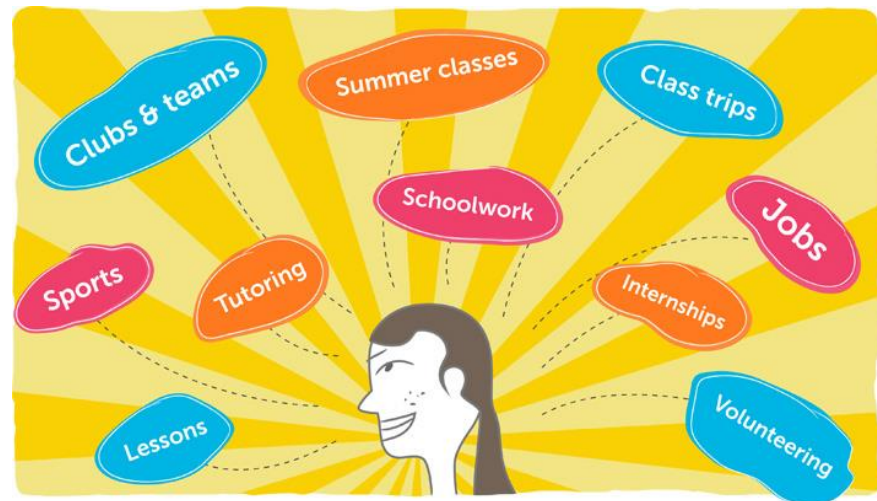 Clubs & teams
Summer classes
Class trips
Schoolwork
Jobs
Sports
Tutoring
Internships
Lessons
Volunteering